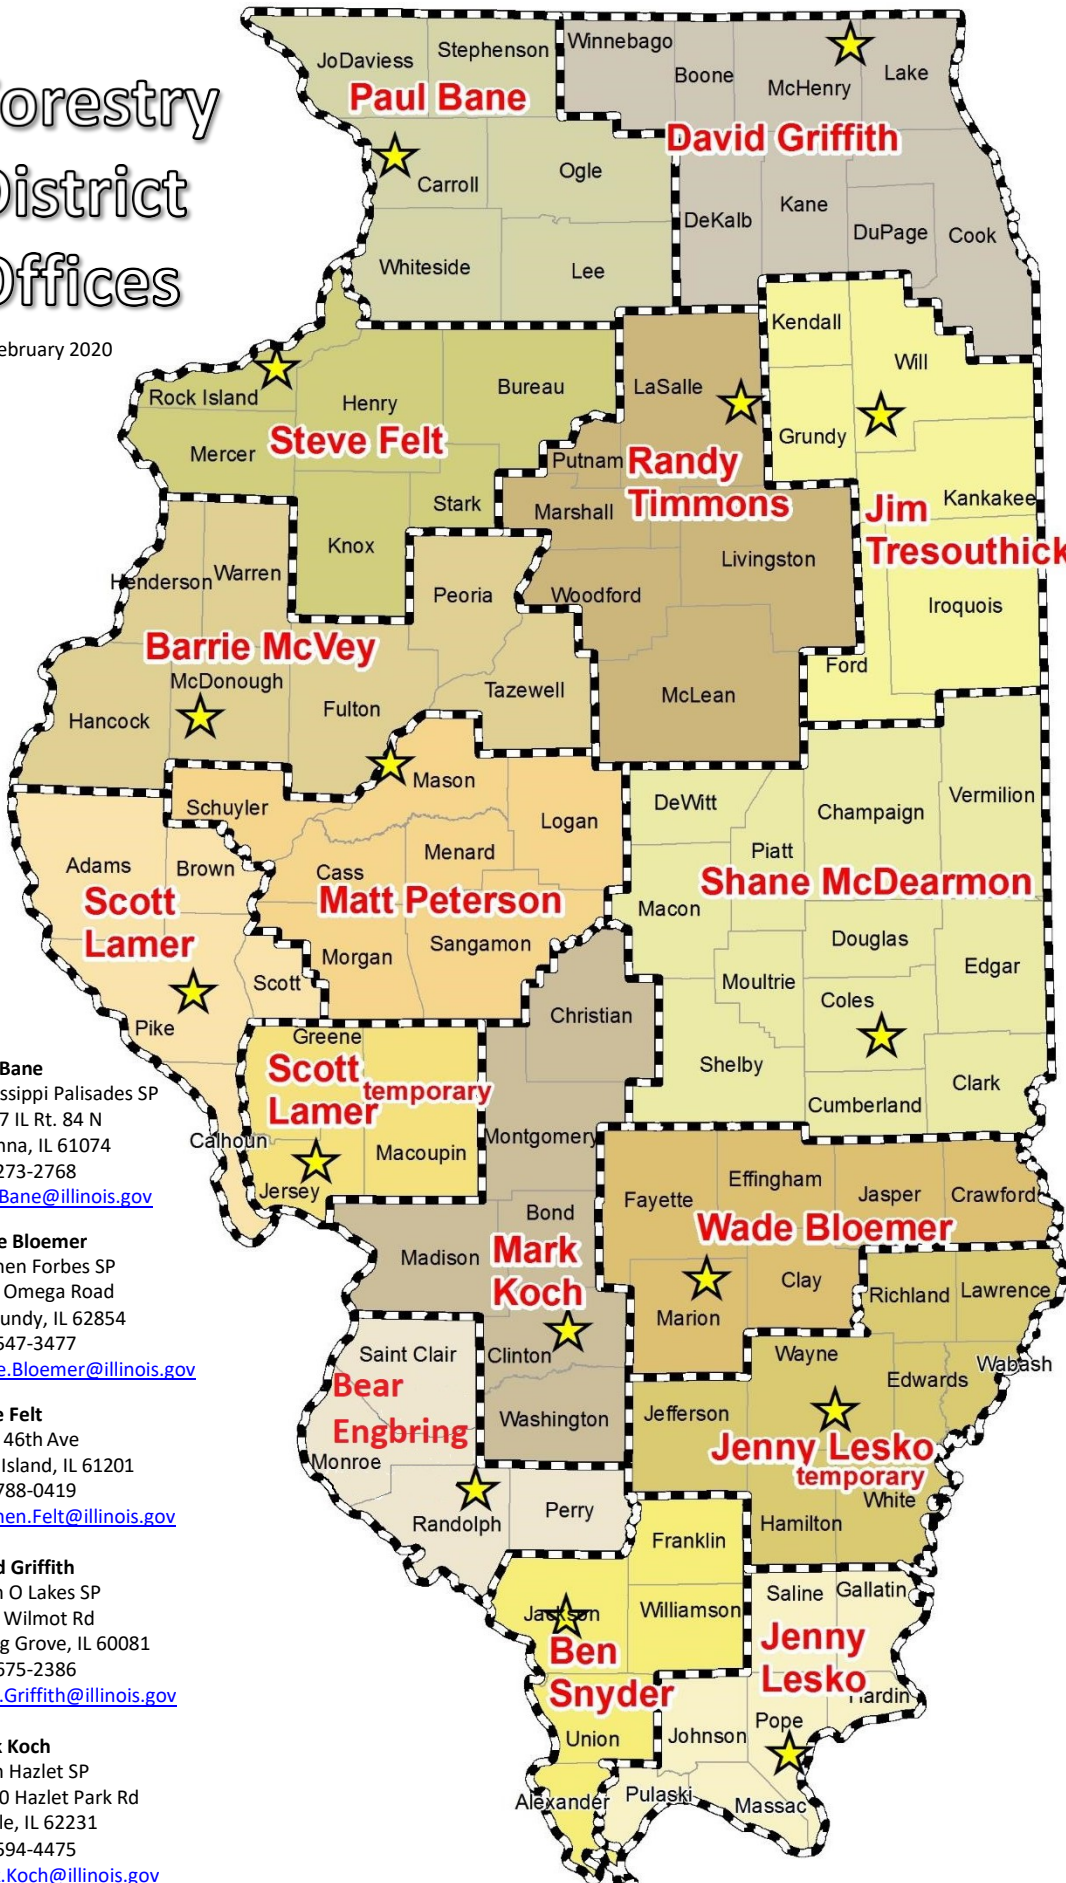 orestry
District
Offices
ebruary 2020
JoDaviess
Stephenson
Winnebago
Boone
McHenry
Lake
Paul Bane
David Griffith
Carroll
Ogle
DeKalb
Kane
DuPage
Cook
Whiteside
Lee
Kendall
Will
Rock Island
Henry
Bureau
LaSalle
Grundy
Mercer
Steve Felt
Putnam
Randy
Timmons
Stark
Marshall
Kankakee
Jim
Tresouthick
Knox
Livingston
Henderson
Warren
Peoria
Woodford
Iroquois
Barrie McVey
McDonough
Ford
Hancock
Fulton
Tazewell
McLean
Mason
Schuyler
Logan
DeWitt
Champaign
Vermilion
Adams
Brown
Cass
Menard
Piatt
Scott
Lamer
Matt Peterson
Shane McDearmon
Macon
Morgan
Sangamon
Douglas
Edgar
Scott
Moultrie
Coles
Pike
Christian
Greene
Scott
Lamer
temporary
Shelby
Clark
Cumberland
Calhoun
Macoupin
Montgomery
Jersey
Fayette
Effingham
Jasper
Crawford
Bond
Wade Bloemer
Madison
Mark
Koch
Clay
Richland
Lawrence
Marion
Saint Clair
Clinton
Wayne
Edwards
Wabash
Bear
Engbring
Washington
Jefferson
Jenny Lesko
temporary
Monroe
Randolph
Perry
White
Hamilton
Franklin
Saline
Gallatin
Jackson
Williamson
Ben
Snyder
Jenny
Lesko
Hardin
Union
Johnson
Pope
Alexander
Pulaski
Massac
Bane
ssippi Palisades SP
7 IL Rt. 84 N
nna, IL 61074
273-2768
Bane@illinois.gov
e Bloemer
hen Forbes SP
Omega Road
undy, IL 62854
547-3477
e.Bloemer@illinois.gov
e Felt
46th Ave
Island, IL 61201
788-0419
hen.Felt@illinois.gov
d Griffith
n O Lakes SP
Wilmot Rd
g Grove, IL 60081
675-2386
.Griffith@illinois.gov
k Koch
n Hazlet SP
0 Hazlet Park Rd
le, IL 62231
594-4475
.Koch@illinois.gov